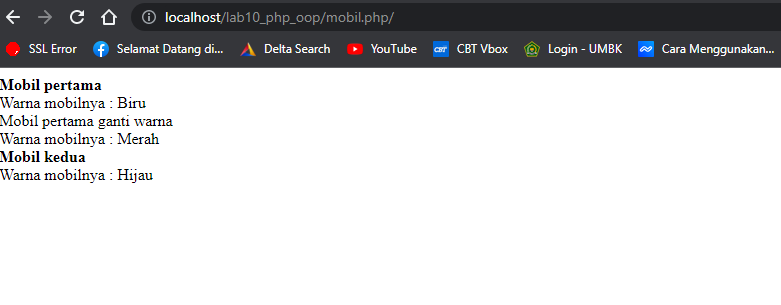 localhost/lab10_php_oop/mobil.php/
SSL Error Selamat Datang di... Delta Search YouTube CBT CBT Vbox Login - UMBK Cara Menggunakan...
Mobil pertama
Warna mobilnya : Biru
Mobil pertama ganti warna
Warna mobilnya : Merah
Mobil kedua
Warna mobilnya : Hijau